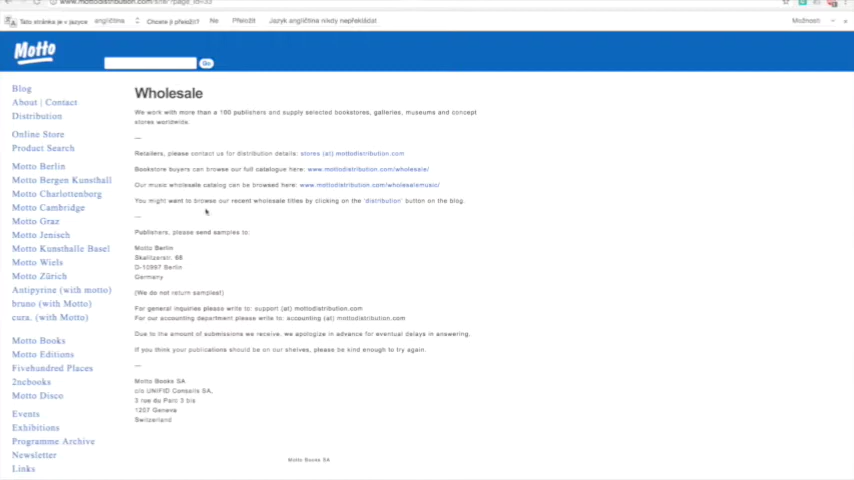 www.mottodistribution.com/site/?page_id=33
Tato stránka je v jazyce angličtina Chcete ji přeložit? Ne Přeložit Jazyk angličtina nikdy nepřekládat Možnosti
Motto
Go
Blog
About | Contact
Distribution
Online Store
Product Search
Motto Berlin
Motto Bergen Kunsthall
Motto Charlottenborg
Motto Cambridge
Motto Graz
Motto Jenisch
Motto Kunsthalle Basel
Motto Wiels
Motto Zürich
Antipyrine (with motto)
bruno (with Motto)
cura. (with Motto)
Motto Books
Motto Editions
Fivehundred Places
2ncbooks
Motto Disco
Events
Exhibitions
Programme Archive
Newsletter
Links
Wholesale
We work with more than a 100 publishers and supply selected bookstores, galleries, museums and concept
stores worldwide.
—
Retailers, please contact us for distribution details: stores (at) mottodistribution.com
Bookstore buyers can browse our full catalogue here: www.mottodistribution.com/wholesale/
Our music wholesale catalog can be browsed here: www.mottodistribution.com/wholesalemusic/
You might want to browse our recent wholesale titles by clicking on the 'distribution' button on the blog.
—
Publishers, please send samples to:
Motto Berlin
Skalitzerstr. 68
D-10997 Berlin
Germany
(We do not return samples!)
For general inquiries please write to: support (at) mottodistribution.com
For our accounting department please write to: accounting (at) mottodistribution.com
Due to the amount of submissions we receive, we apologize in advance for eventual delays in answering.
If you think your publications should be on our shelves, please be kind enough to try again.
—
Motto Books SA
c/o UNIFID Conseils SA,
3 rue du Parc 3 bis
1207 Geneva
Switzerland
Motto Books SA